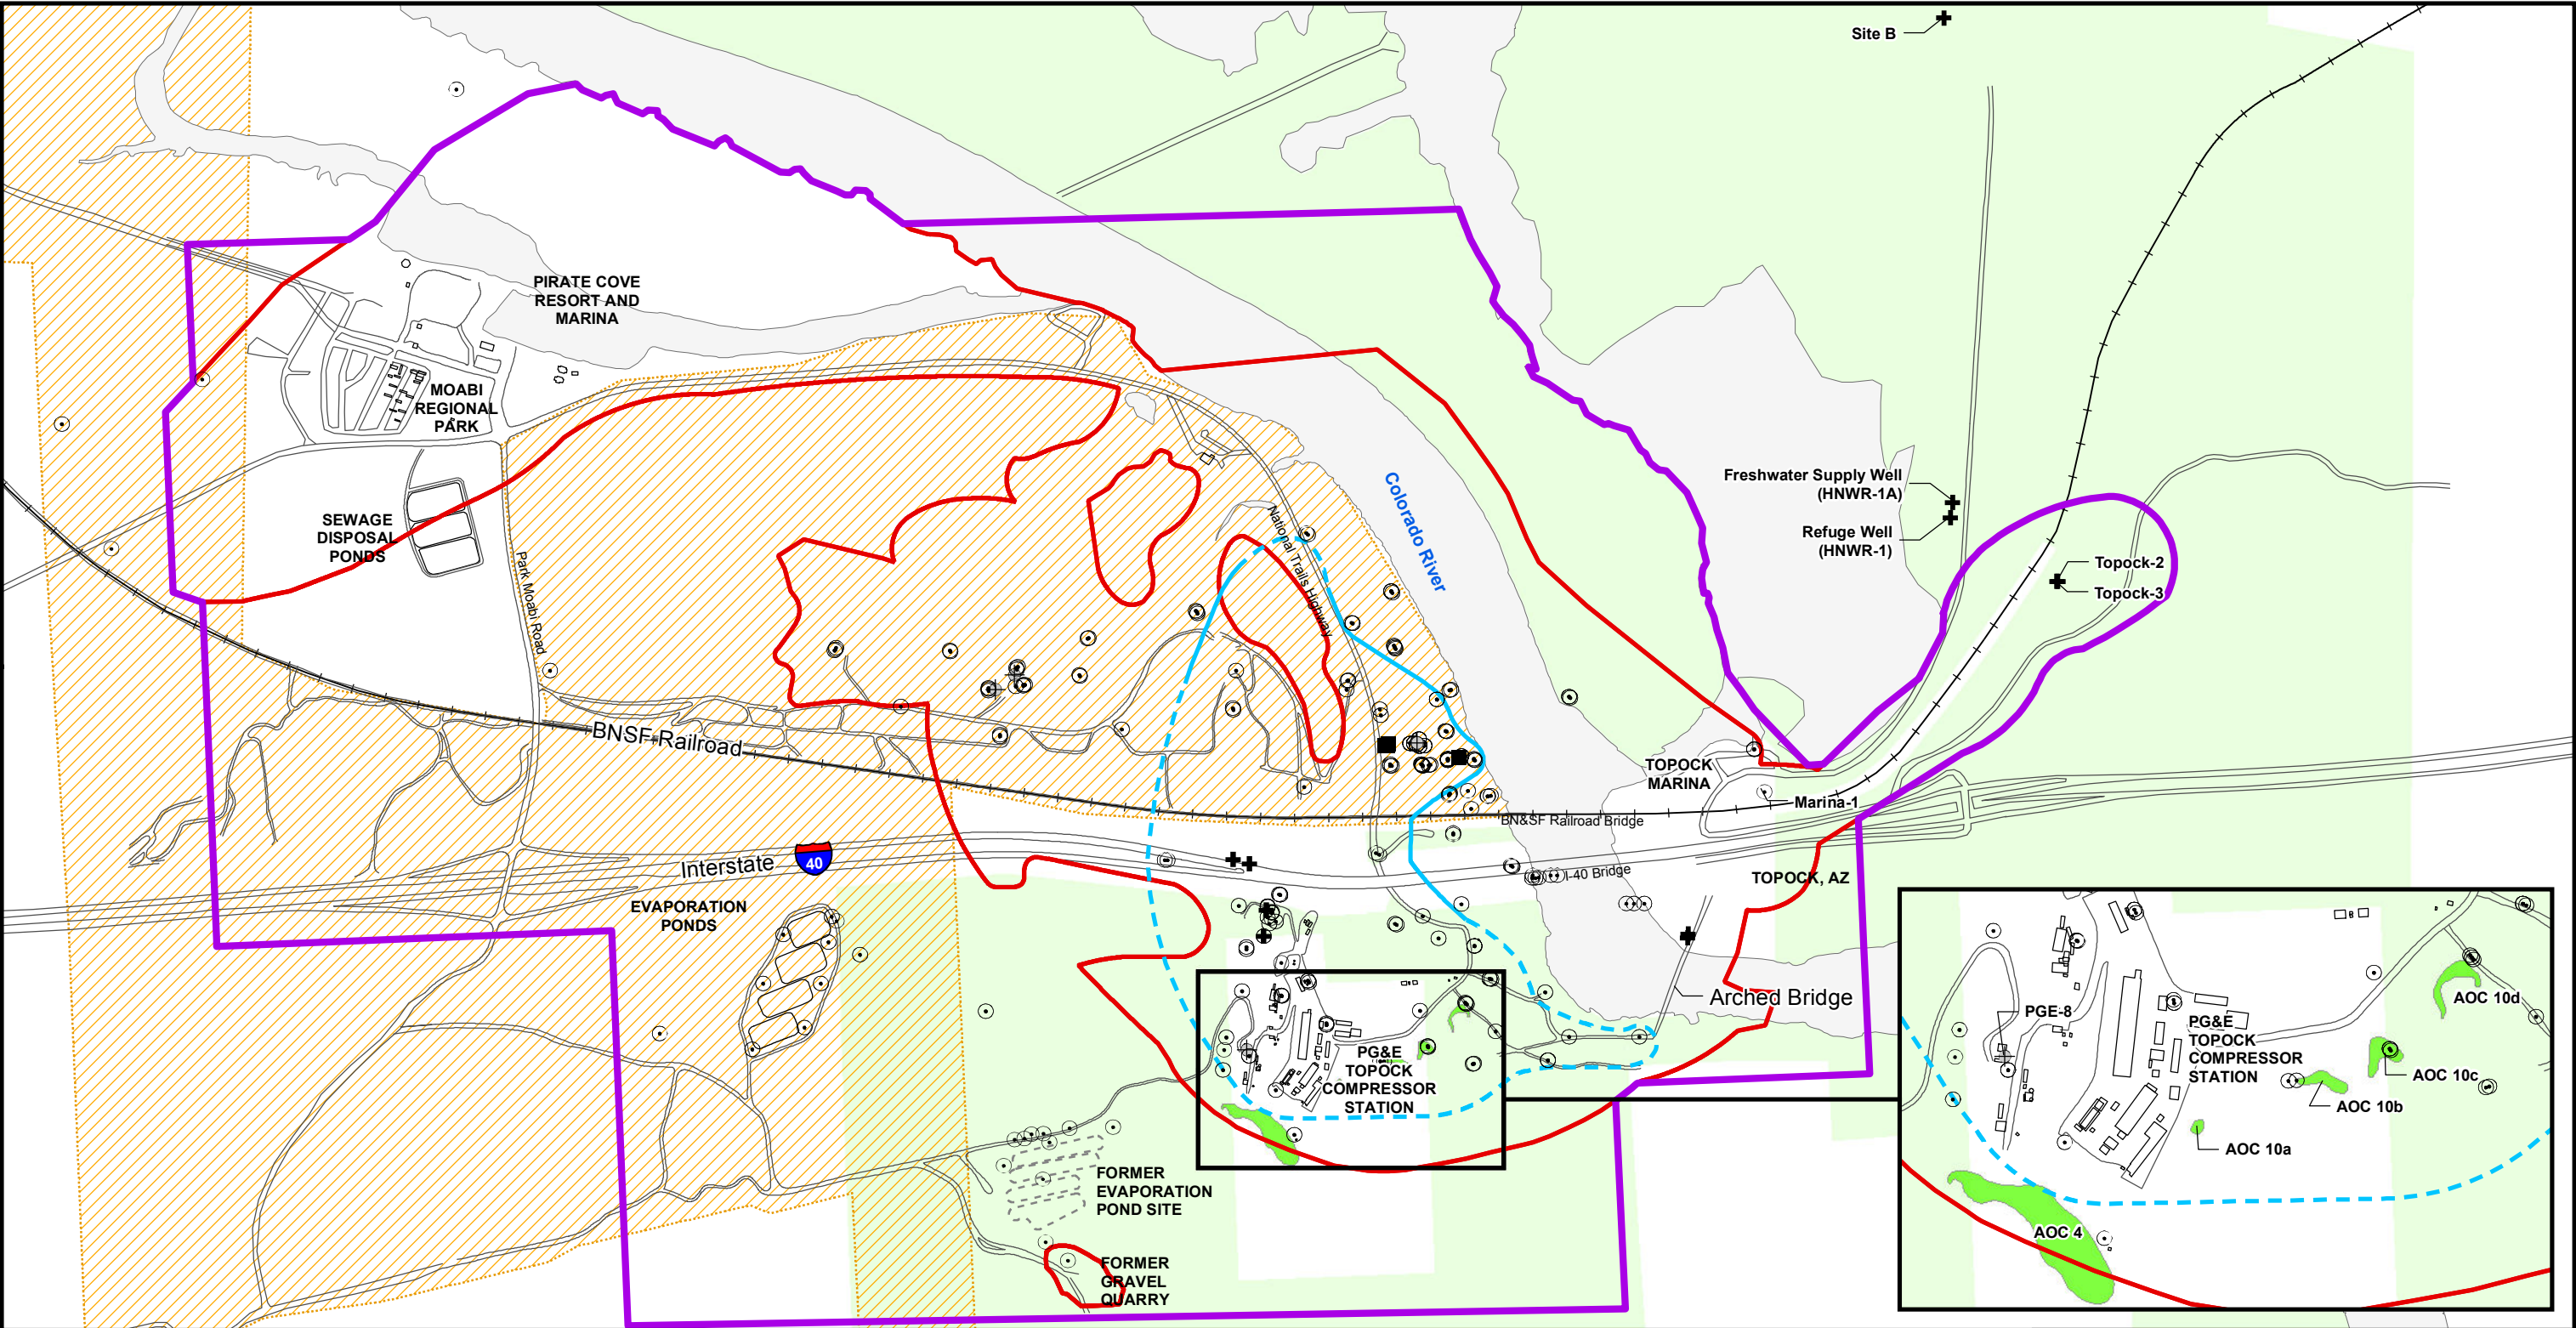 Site B
PIRATE COVE
RESORT AND
MARINA
MOABI
REGIONAL
PARK
SEWAGE
DISPOSAL
PONDS
Park Moabi Road
National Trails Highway
Colorado River
Freshwater Supply Well
(HNWR-1A)
Refuge Well
(HNWR-1)
Topock-2
Topock-3
BNSF Railroad
TOPOCK
MARINA
Marina-1
BN&SF Railroad Bridge
Interstate
40
I-40 Bridge
TOPOCK, AZ
EVAPORATION
PONDS
Arched Bridge
PG&E
TOPOCK
COMPRESSOR
STATION
FORMER
EVAPORATION
POND SITE
FORMER
GRAVEL
QUARRY
PGE-8
PG&E
TOPOCK
COMPRESSOR
STATION
AOC 10d
AOC 10c
AOC 10b
AOC 10a
AOC 4